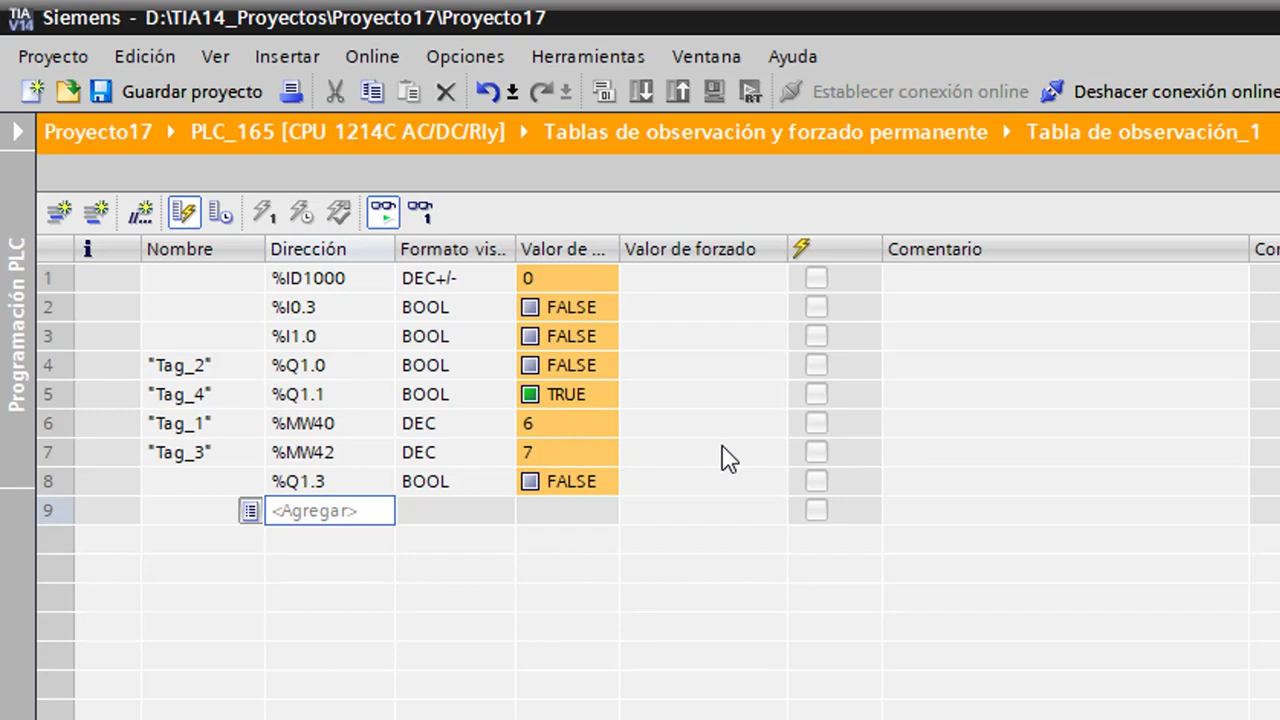 TIA V14 Siemens - D:\TIA14_Proyectos\Proyecto17\Proyecto17
Proyecto Edición Ver Insertar Online Opciones Herramientas Ventana Ayuda
Guardar proyecto RT Establecer conexión online Deshacer conexión online
Proyecto17 PLC_165 [CPU 1214C AC/DC/Rly] Tablas de observación y forzado permanente Tabla de observación_1
Programación PLC
i Nombre Dirección Formato vis.. Valor de ... Valor de forzado Comentario Cor
1 %ID1000 DEC+/- 0
2 %I0.3 BOOL FALSE
3 %I1.0 BOOL FALSE
4 "Tag_2" %Q1.0 BOOL FALSE
5 "Tag_4" %Q1.1 BOOL TRUE
6 "Tag_1" %MW40 DEC 6
7 "Tag_3" %MW42 DEC 7
8 %Q1.3 BOOL FALSE
9 <Agregar>